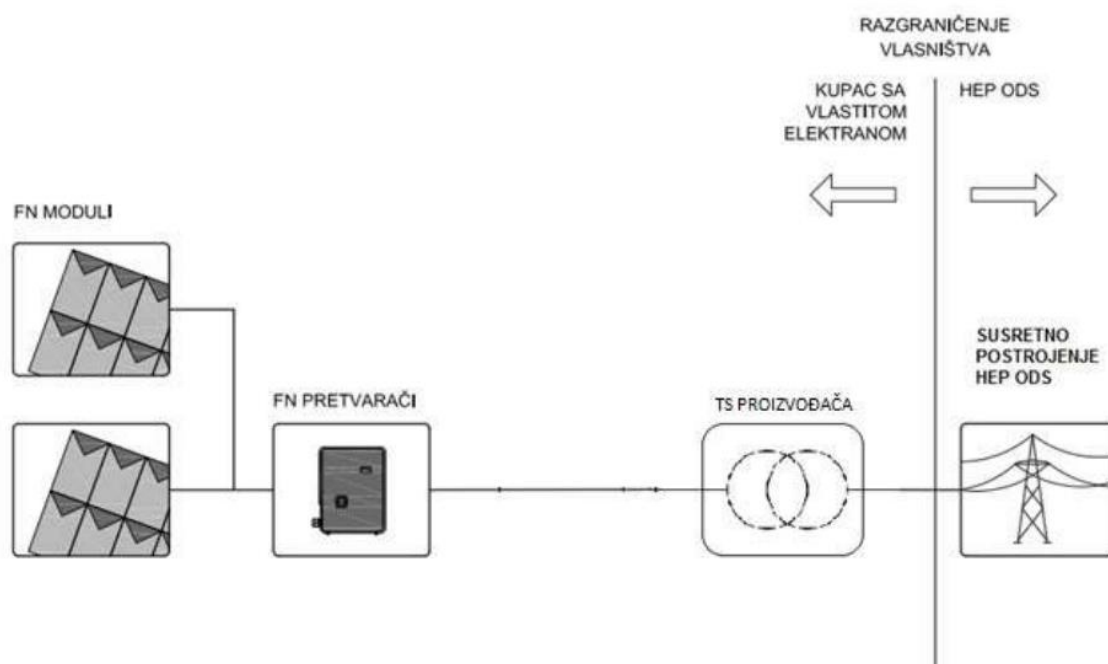 RAZGRANIČENJE
VLASNIŠTVA
KUPAC SA
VLASTITOM
ELEKTRANOM
HEP ODS
FN MODULI
SUSRETNO
POSTROJENJE
HEP ODS
FN PRETVARAČI
TS PROIZVOĐAČA